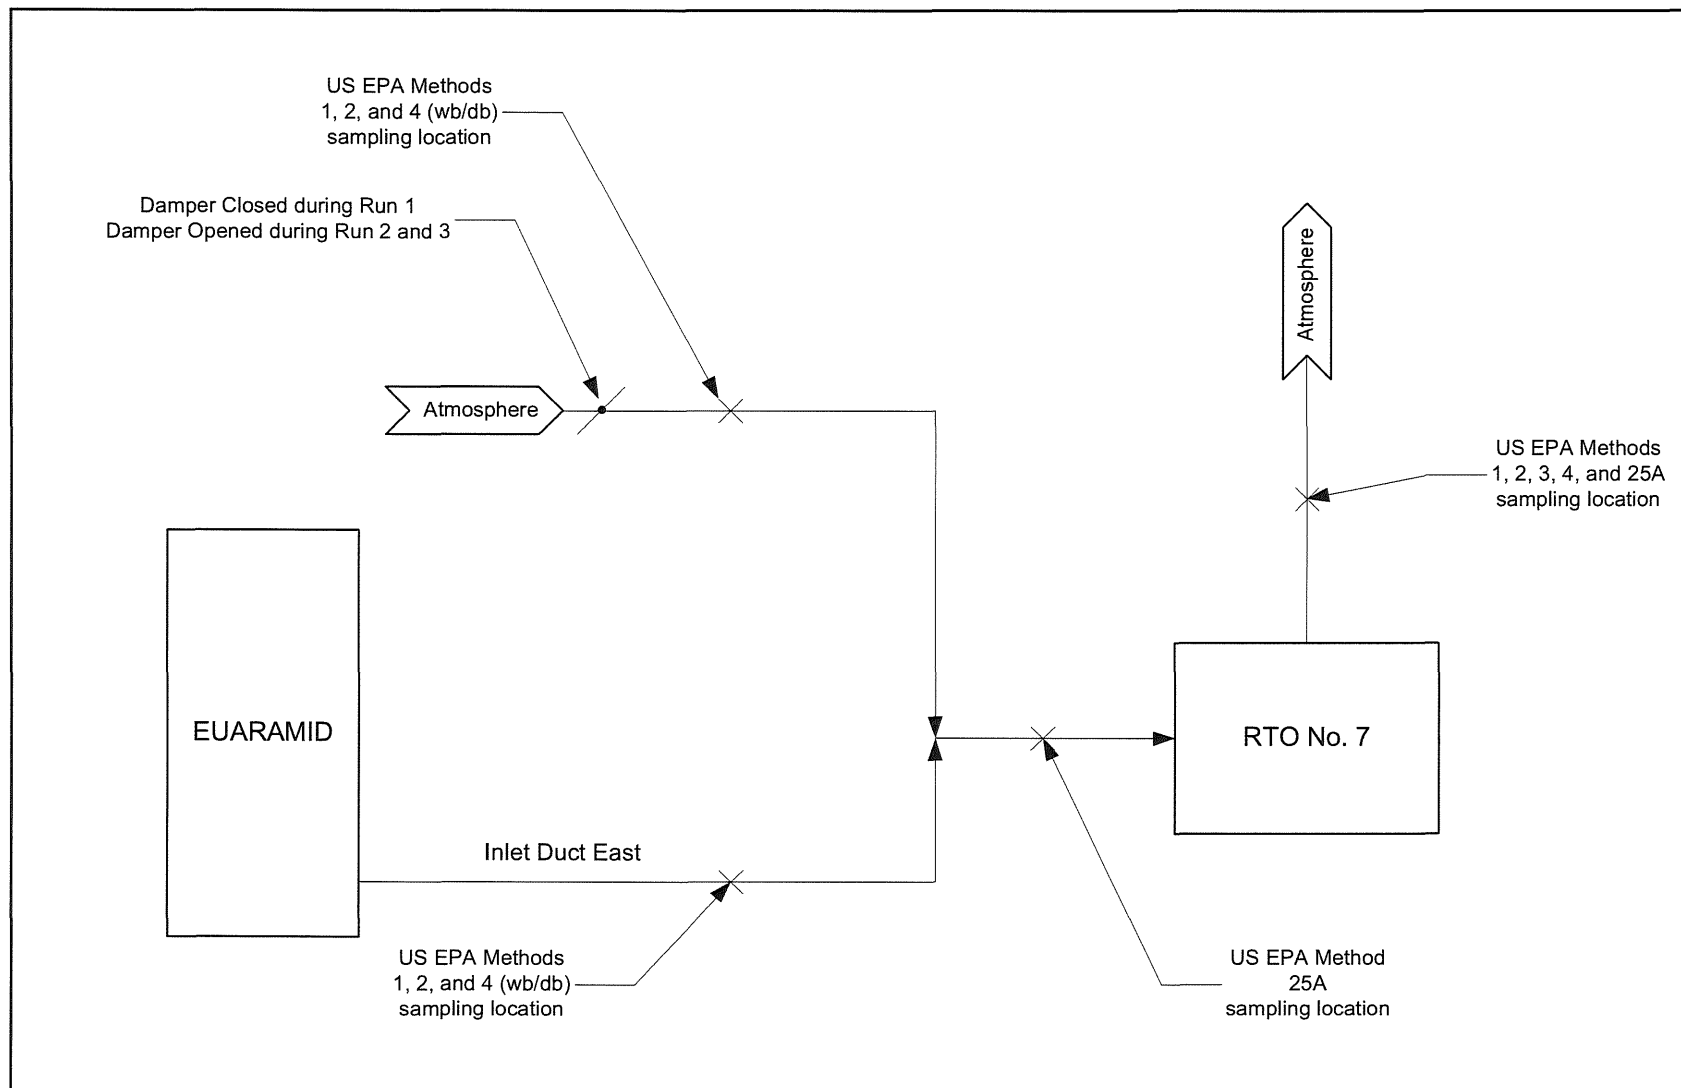 US EPA Methods
1, 2, and 4 (wb/db)
sampling location
Damper Closed during Run 1
Damper Opened during Run 2 and 3
Atmosphere
Atmosphere
US EPA Methods
1, 2, 3, 4, and 25A
sampling location
EUARAMID
RTO No. 7
Inlet Duct East
US EPA Methods
1, 2, and 4 (wb/db)
sampling location
US EPA Method
25A
sampling location